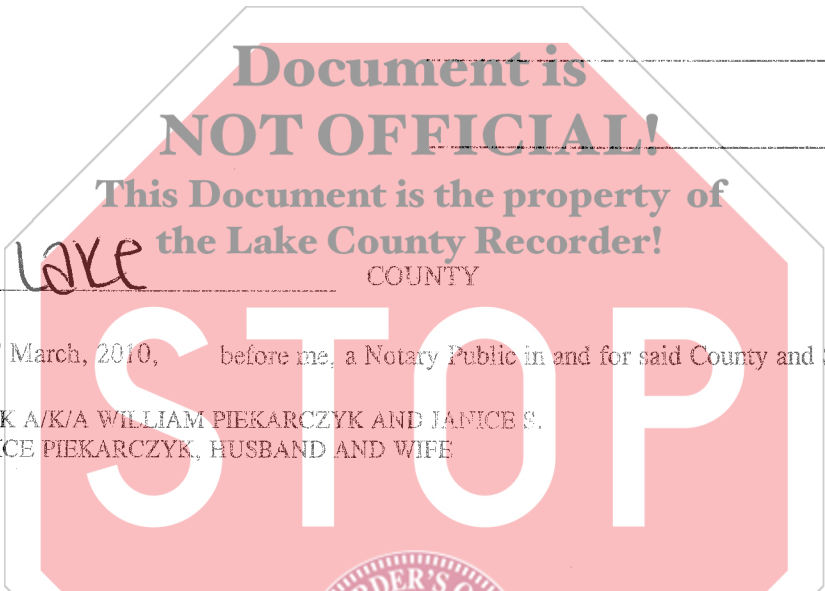 Document is
NOT OFFICIAL!
This Document is the property of
the Lake County Recorder!
Lake COUNTY
March, 2010, before me, a Notary Public in and for said County and
STOP
K A/K/A WILLIAM PIEKARCZYK AND JANICE S.
CE PIEKARCZYK, HUSBAND AND WIFE
RDER'S O